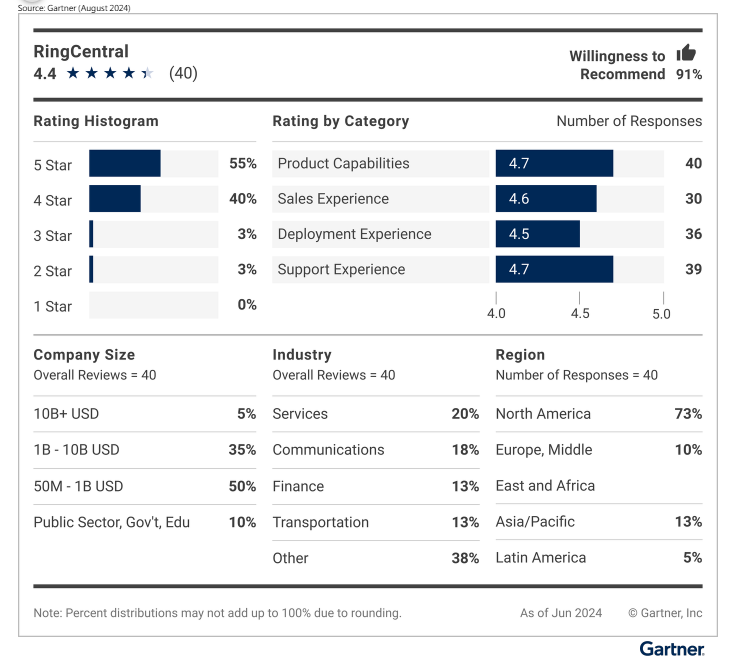 Source: Gartner (August 2024)
RingCentral
4.4 ★ ★ ★ ★ ⯨ (40)
Willingness to
Recommend 91%
Rating Histogram
5 Star 55%
4 Star 40%
3 Star 3%
2 Star 3%
1 Star 0%
Rating by Category Number of Responses
Product Capabilities 4.7 40
Sales Experience 4.6 30
Deployment Experience 4.5 36
Support Experience 4.7 39
4.0 4.5 5.0
Company Size
Overall Reviews = 40
10B+ USD 5%
1B - 10B USD 35%
50M - 1B USD 50%
Public Sector, Gov't, Edu 10%
Industry
Overall Reviews = 40
Services 20%
Communications 18%
Finance 13%
Transportation 13%
Other 38%
Region
Number of Responses = 40
North America 73%
Europe, Middle 10%
East and Africa
Asia/Pacific 13%
Latin America 5%
Note: Percent distributions may not add up to 100% due to rounding. As of Jun 2024 © Gartner, Inc
Gartner.